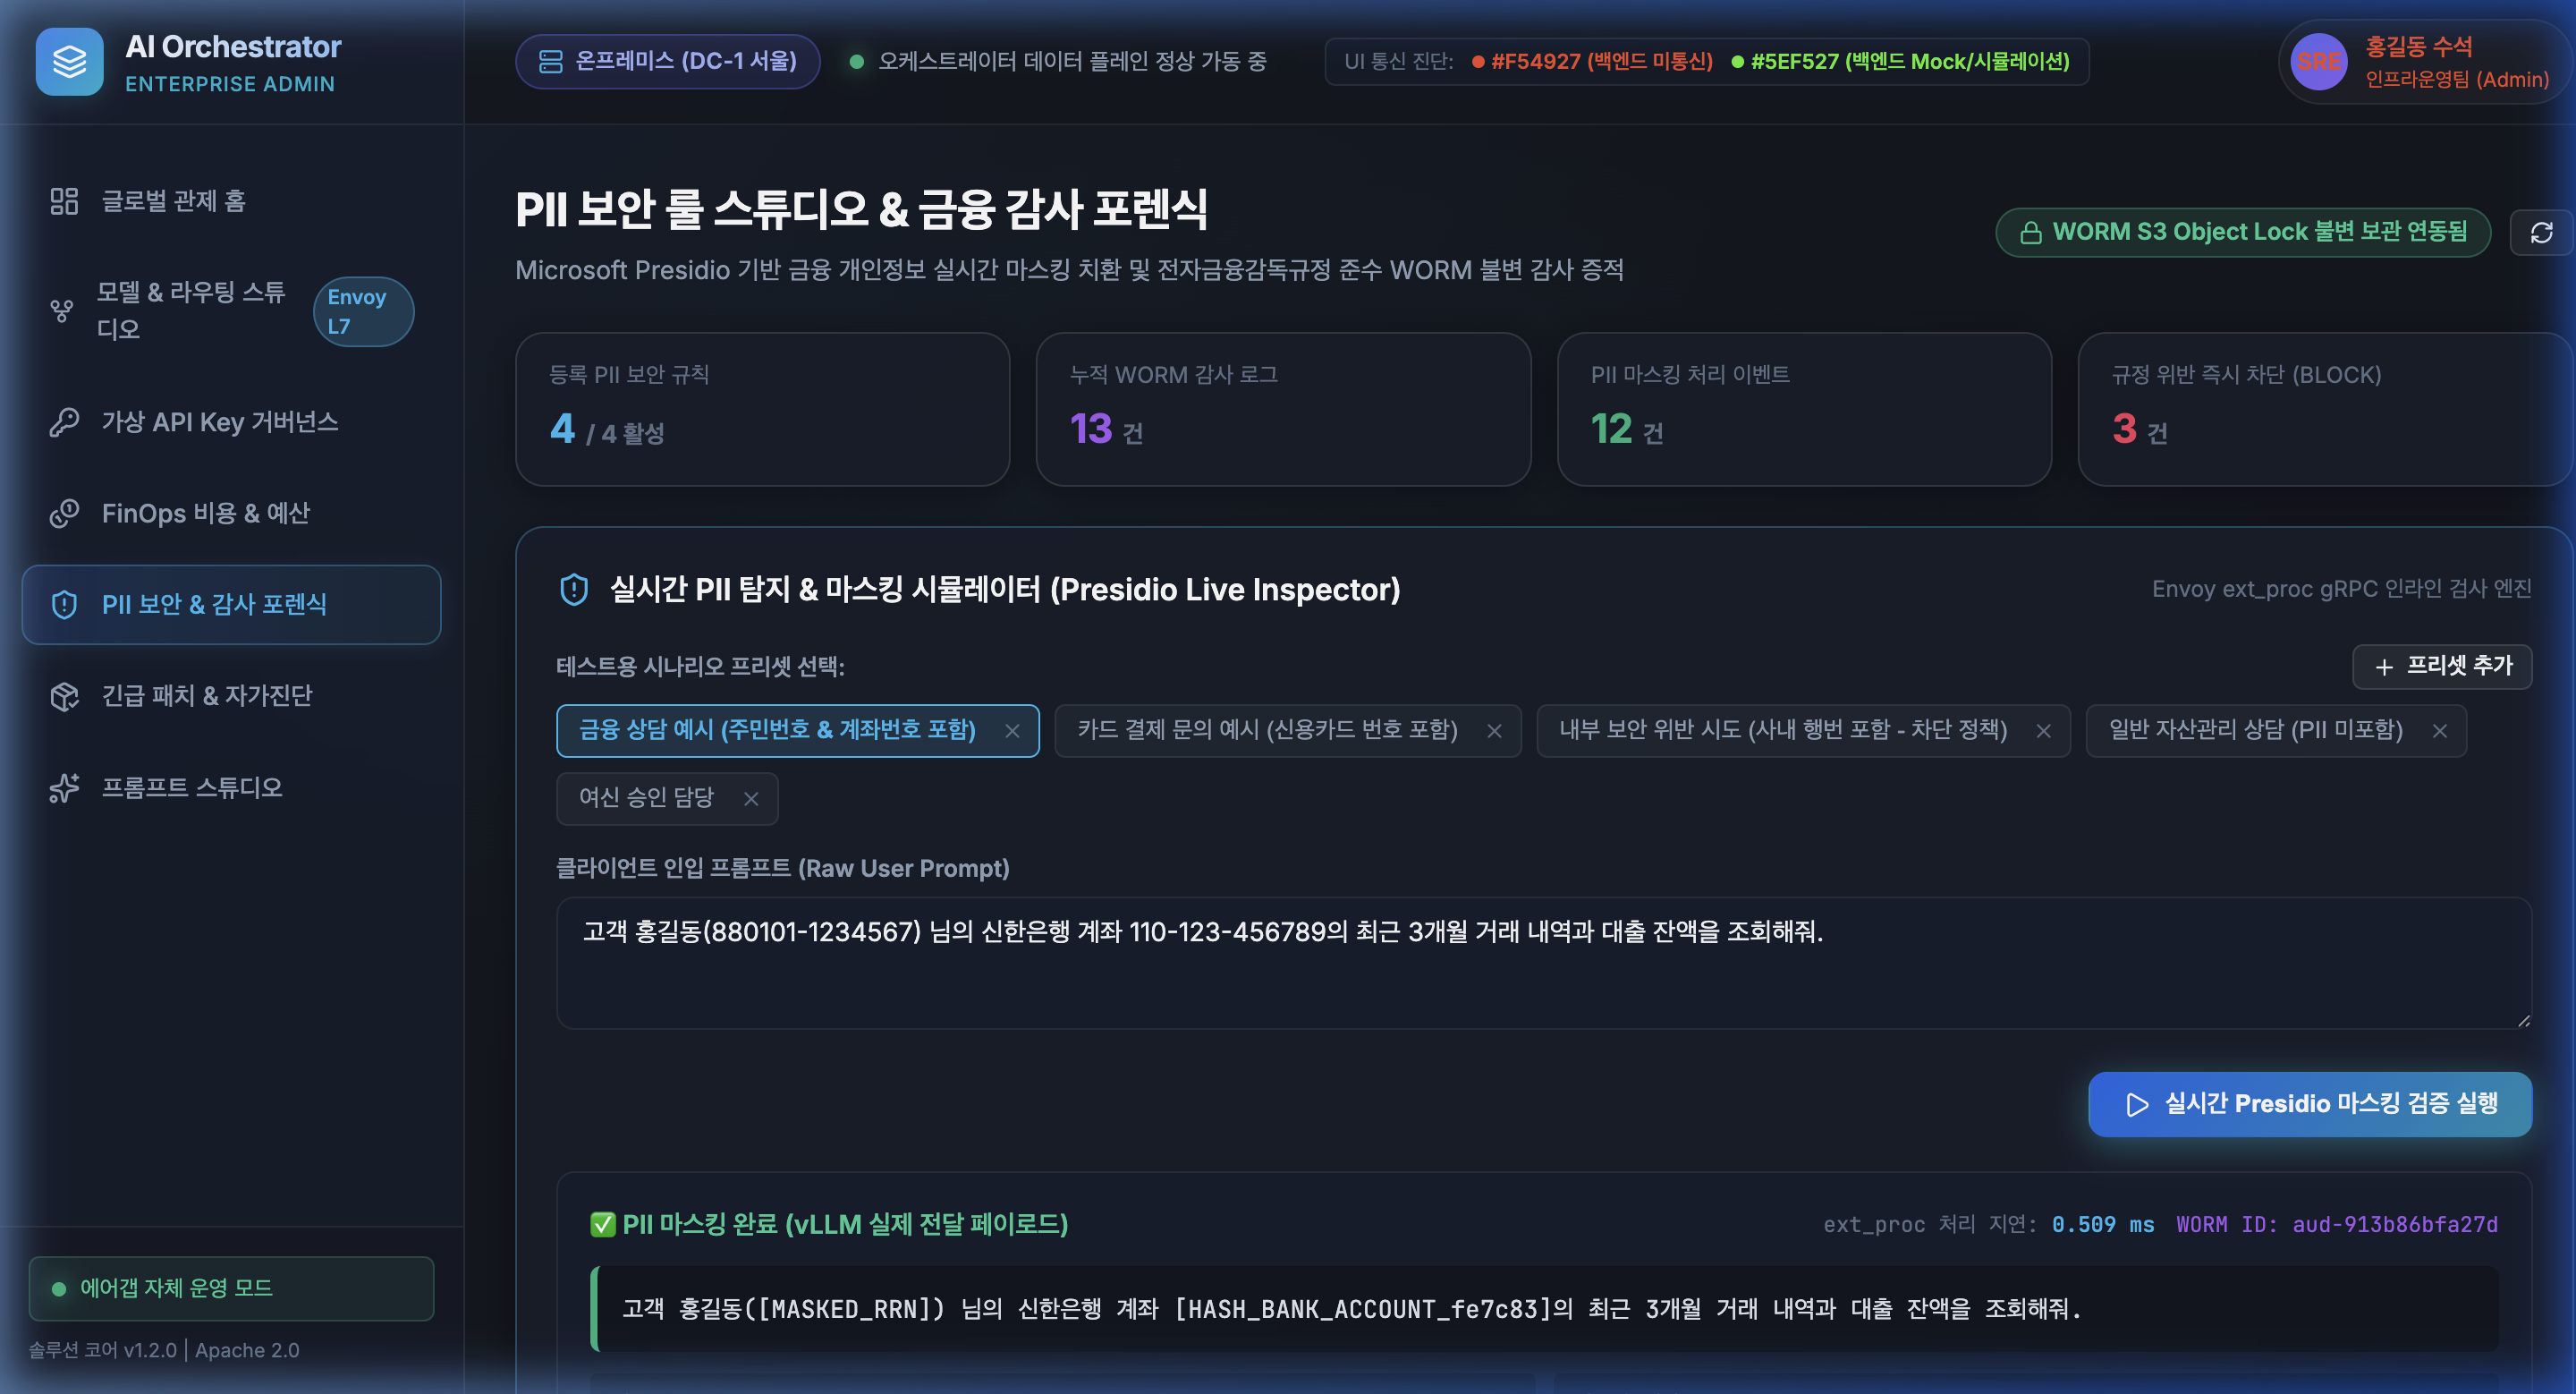 AI Orchestrator
ENTERPRISE ADMIN
온프레미스 (DC-1 서울)
오케스트레이터 데이터 플레인 정상 가동 중
UI 통신 진단: #F54927 (백엔드 미통신) #5EF527 (백엔드 Mock/시뮬레이션)
SRE
홍길동 수석
인프라운영팀 (Admin)
글로벌 관제 홈
모델 & 라우팅 스튜
디오
Envoy
L7
가상 API Key 거버넌스
FinOps 비용 & 예산
PII 보안 & 감사 포렌식
긴급 패치 & 자가진단
프롬프트 스튜디오
에어갭 자체 운영 모드
솔루션 코어 v1.2.0 | Apache 2.0
PII 보안 룰 스튜디오 & 금융 감사 포렌식
Microsoft Presidio 기반 금융 개인정보 실시간 마스킹 치환 및 전자금융감독규정 준수 WORM 불변 감사 증적
WORM S3 Object Lock 불변 보관 연동됨
등록 PII 보안 규칙
4 / 4 활성
누적 WORM 감사 로그
13 건
PII 마스킹 처리 이벤트
12 건
규정 위반 즉시 차단 (BLOCK)
3 건
실시간 PII 탐지 & 마스킹 시뮬레이터 (Presidio Live Inspector)
Envoy ext_proc gRPC 인라인 검사 엔진
테스트용 시나리오 프리셋 선택:
+ 프리셋 추가
금융 상담 예시 (주민번호 & 계좌번호 포함) ×
카드 결제 문의 예시 (신용카드 번호 포함) ×
내부 보안 위반 시도 (사내 행번 포함 - 차단 정책) ×
일반 자산관리 상담 (PII 미포함) ×
여신 승인 담당 ×
클라이언트 인입 프롬프트 (Raw User Prompt)
고객 홍길동(880101-1234567) 님의 신한은행 계좌 110-123-456789의 최근 3개월 거래 내역과 대출 잔액을 조회해줘.
실시간 Presidio 마스킹 검증 실행
✅ PII 마스킹 완료 (vLLM 실제 전달 페이로드)
ext_proc 처리 지연: 0.509 ms WORM ID: aud-913b86bfa27d
고객 홍길동([MASKED_RRN]) 님의 신한은행 계좌 [HASH_BANK_ACCOUNT_fe7c83]의 최근 3개월 거래 내역과 대출 잔액을 조회해줘.